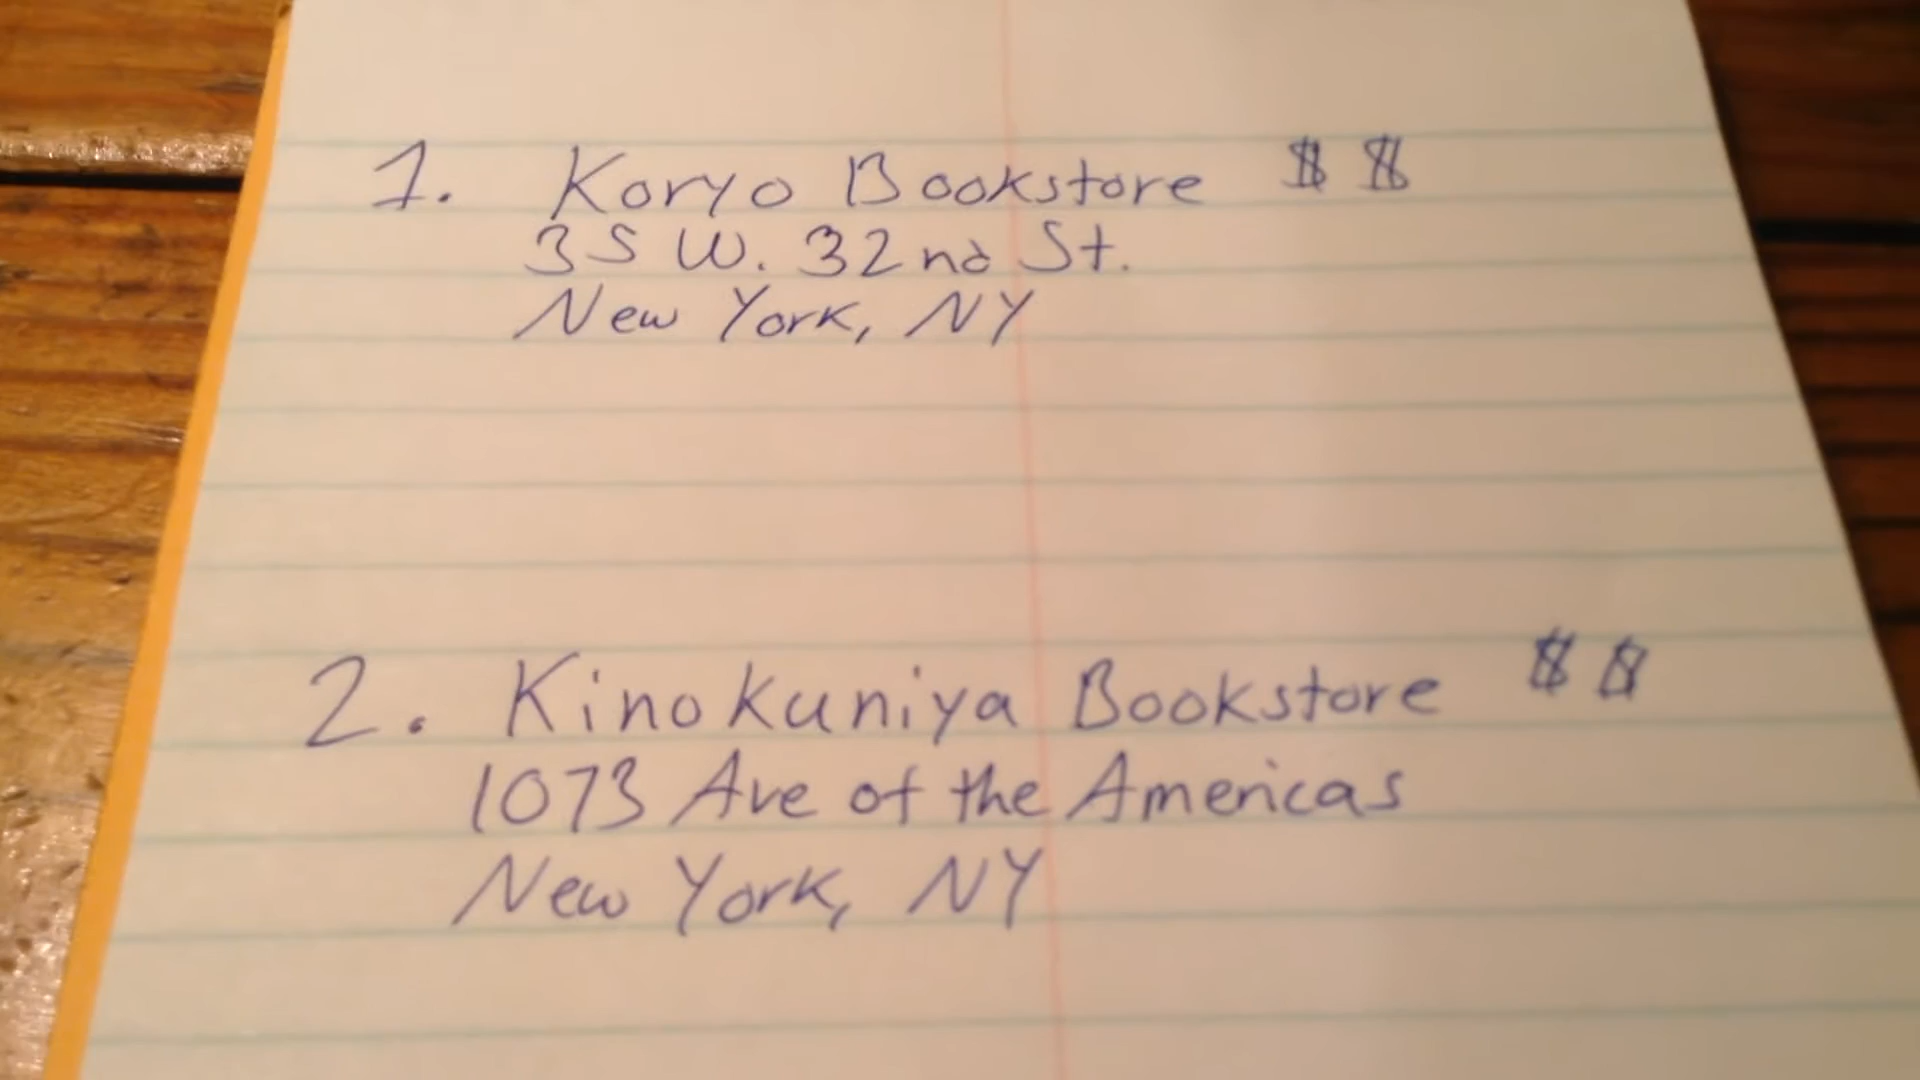 1. Koryo Bookstore $$
35 W. 32nd St.
New York, NY
2. Kinokuniya Bookstore $$
1073 Ave of the Americas
New York, NY